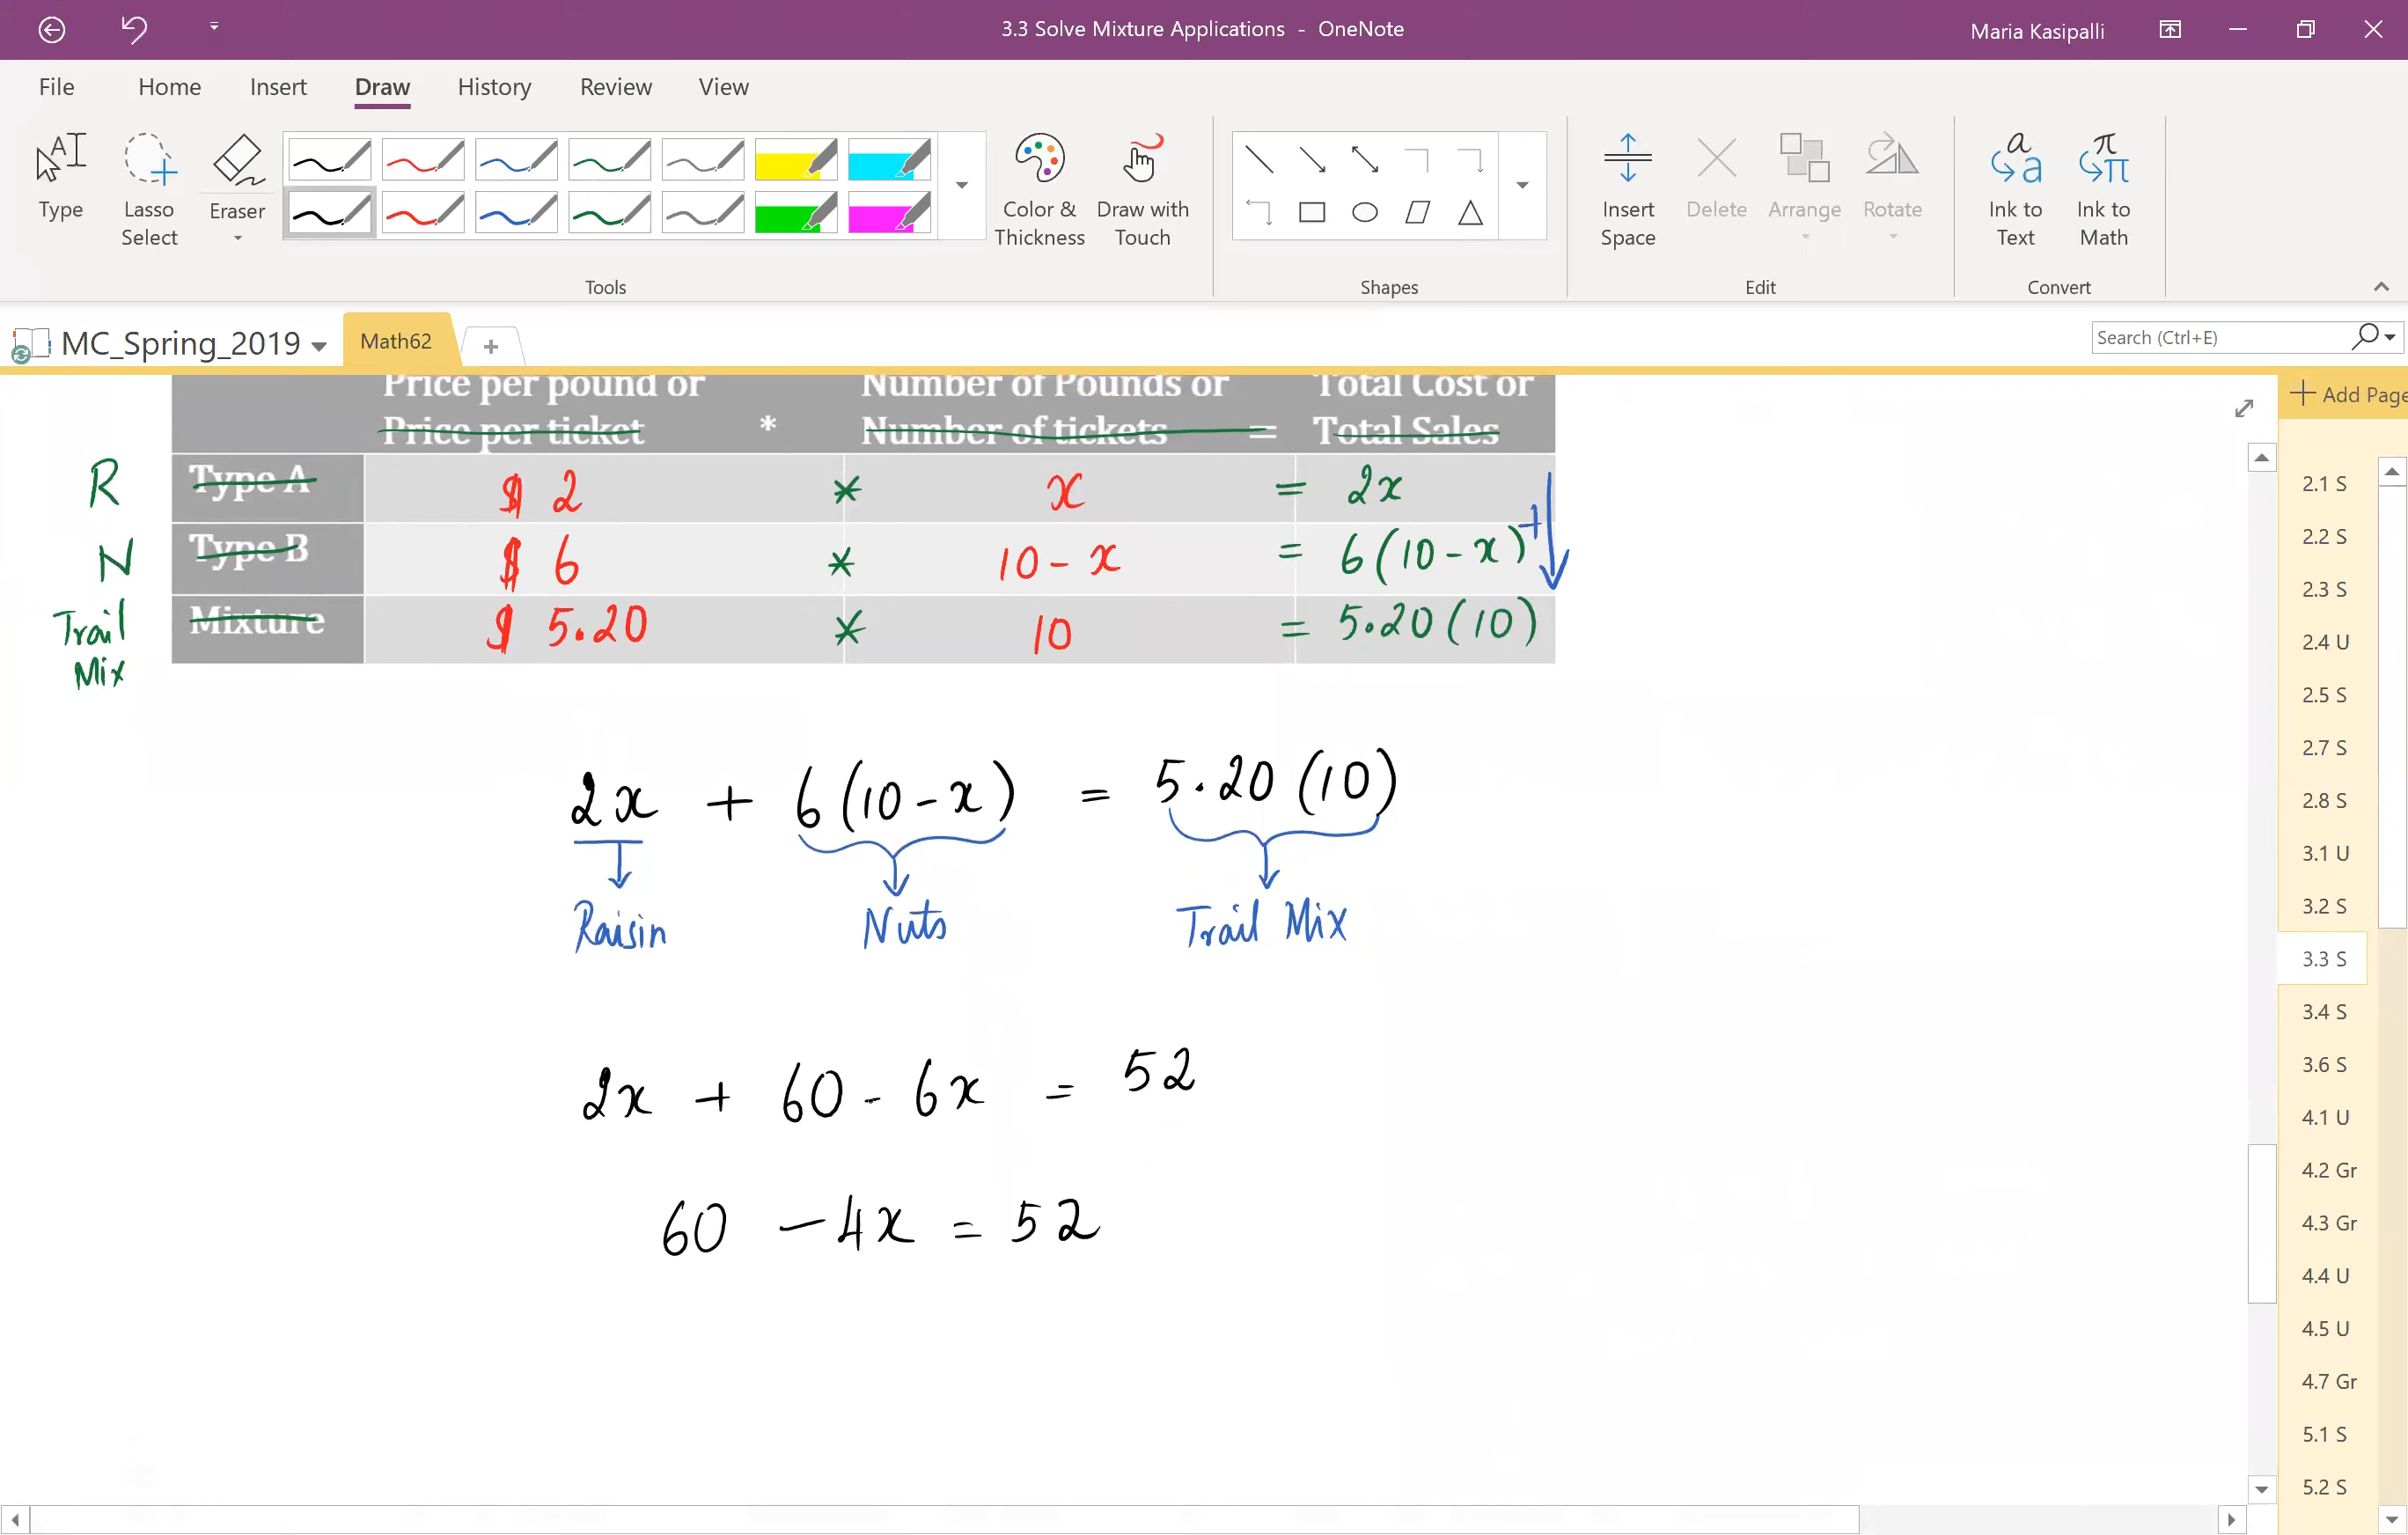 3.3 Solve Mixture Applications - OneNote
Maria Kasipalli
File Home Insert Draw History Review View
Type
Lasso Select
Eraser
Color & Thickness
Draw with Touch
Insert Space
Delete
Arrange
Rotate
Ink to Text
Ink to Math
Tools
Shapes
Edit
Convert
MC_Spring_2019
Math62
Search (Ctrl+E)
Add Page
Price per pound or Number of Pounds or Total Cost or
Price per ticket * Number of tickets = Total Sales
R Type A $ 2 * x = 2x
+
N Type B $ 6 * 10 - x = 6(10-x)
Trail Mix Mixture $ 5.20 * 10 = 5.20(10)
2x + 6(10-x) = 5.20(10)
Raisin Nuts Trail Mix
2x + 60 - 6x = 52
60 - 4x = 52
2.1 S
2.2 S
2.3 S
2.4 U
2.5 S
2.7 S
2.8 S
3.1 U
3.2 S
3.3 S
3.4 S
3.6 S
4.1 U
4.2 Gr
4.3 Gr
4.4 U
4.5 U
4.7 Gr
5.1 S
5.2 S